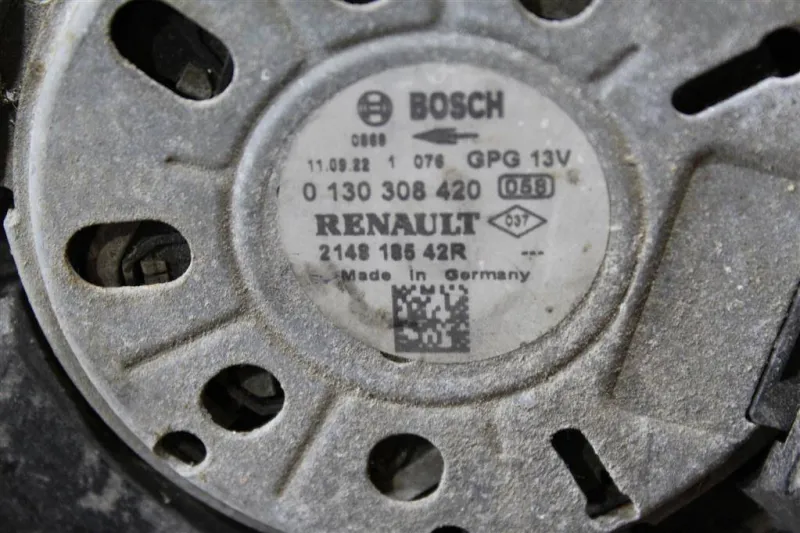 BOSCH
0868
11.09.22 1 076 GPG 13V
0 130 308 420 058
RENAULT 037
2148 185 42R ---
Made in Germany